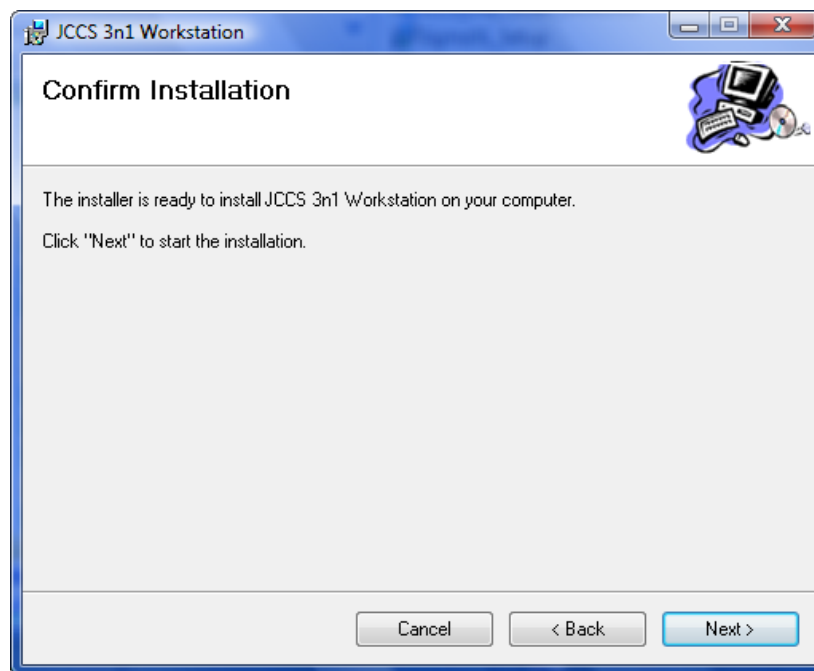 JCCS 3n1 Workstation
Confirm Installation
The installer is ready to install JCCS 3n1 Workstation on your computer.
Click "Next" to start the installation.
Cancel
< Back
Next >